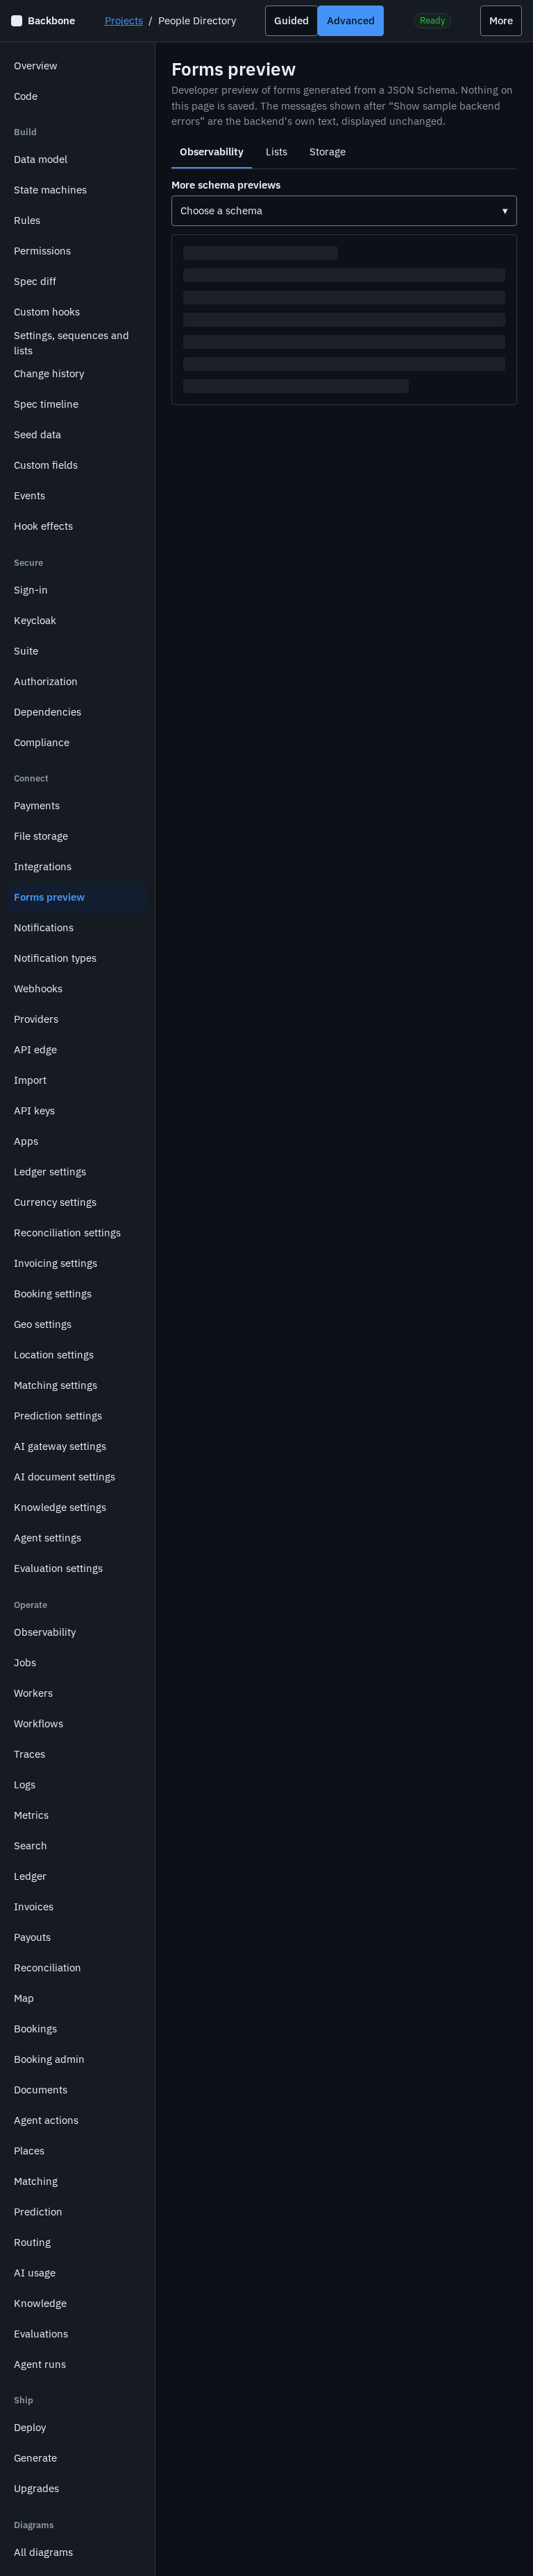 Backbone
Projects / People Directory
Guided
Advanced
Ready
More
Overview
Code
Build
Data model
State machines
Rules
Permissions
Spec diff
Custom hooks
Settings, sequences and
lists
Change history
Spec timeline
Seed data
Custom fields
Events
Hook effects
Secure
Sign-in
Keycloak
Suite
Authorization
Dependencies
Compliance
Connect
Payments
File storage
Integrations
Forms preview
Notifications
Notification types
Webhooks
Providers
API edge
Import
API keys
Apps
Ledger settings
Currency settings
Reconciliation settings
Invoicing settings
Booking settings
Geo settings
Location settings
Matching settings
Prediction settings
AI gateway settings
AI document settings
Knowledge settings
Agent settings
Evaluation settings
Operate
Observability
Jobs
Workers
Workflows
Traces
Logs
Metrics
Search
Ledger
Invoices
Payouts
Reconciliation
Map
Bookings
Booking admin
Documents
Agent actions
Places
Matching
Prediction
Routing
AI usage
Knowledge
Evaluations
Agent runs
Ship
Deploy
Generate
Upgrades
Diagrams
All diagrams
Forms preview
Developer preview of forms generated from a JSON Schema. Nothing on
this page is saved. The messages shown after “Show sample backend
errors” are the backend's own text, displayed unchanged.
Observability
Lists
Storage
More schema previews
Choose a schema